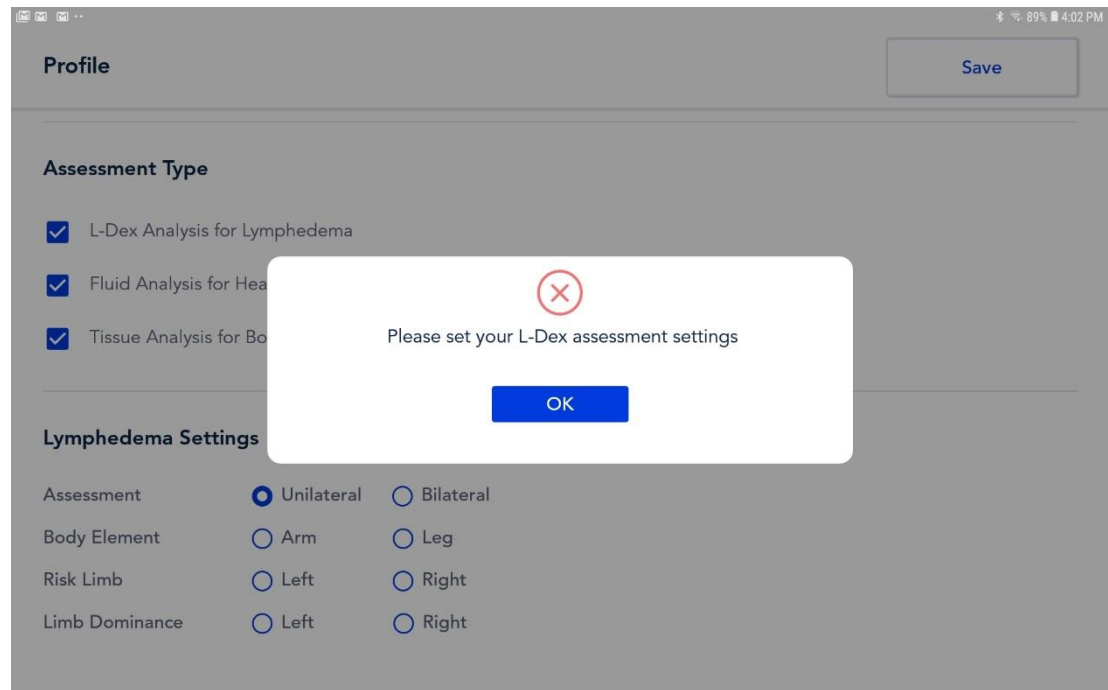 89% 4:02 PM
Profile
Save
Assessment Type
L-Dex Analysis for Lymphedema
Fluid Analysis for Hea
Tissue Analysis for Bo
Please set your L-Dex assessment settings
OK
Lymphedema Settings
Assessment Unilateral Bilateral
Body Element Arm Leg
Risk Limb Left Right
Limb Dominance Left Right